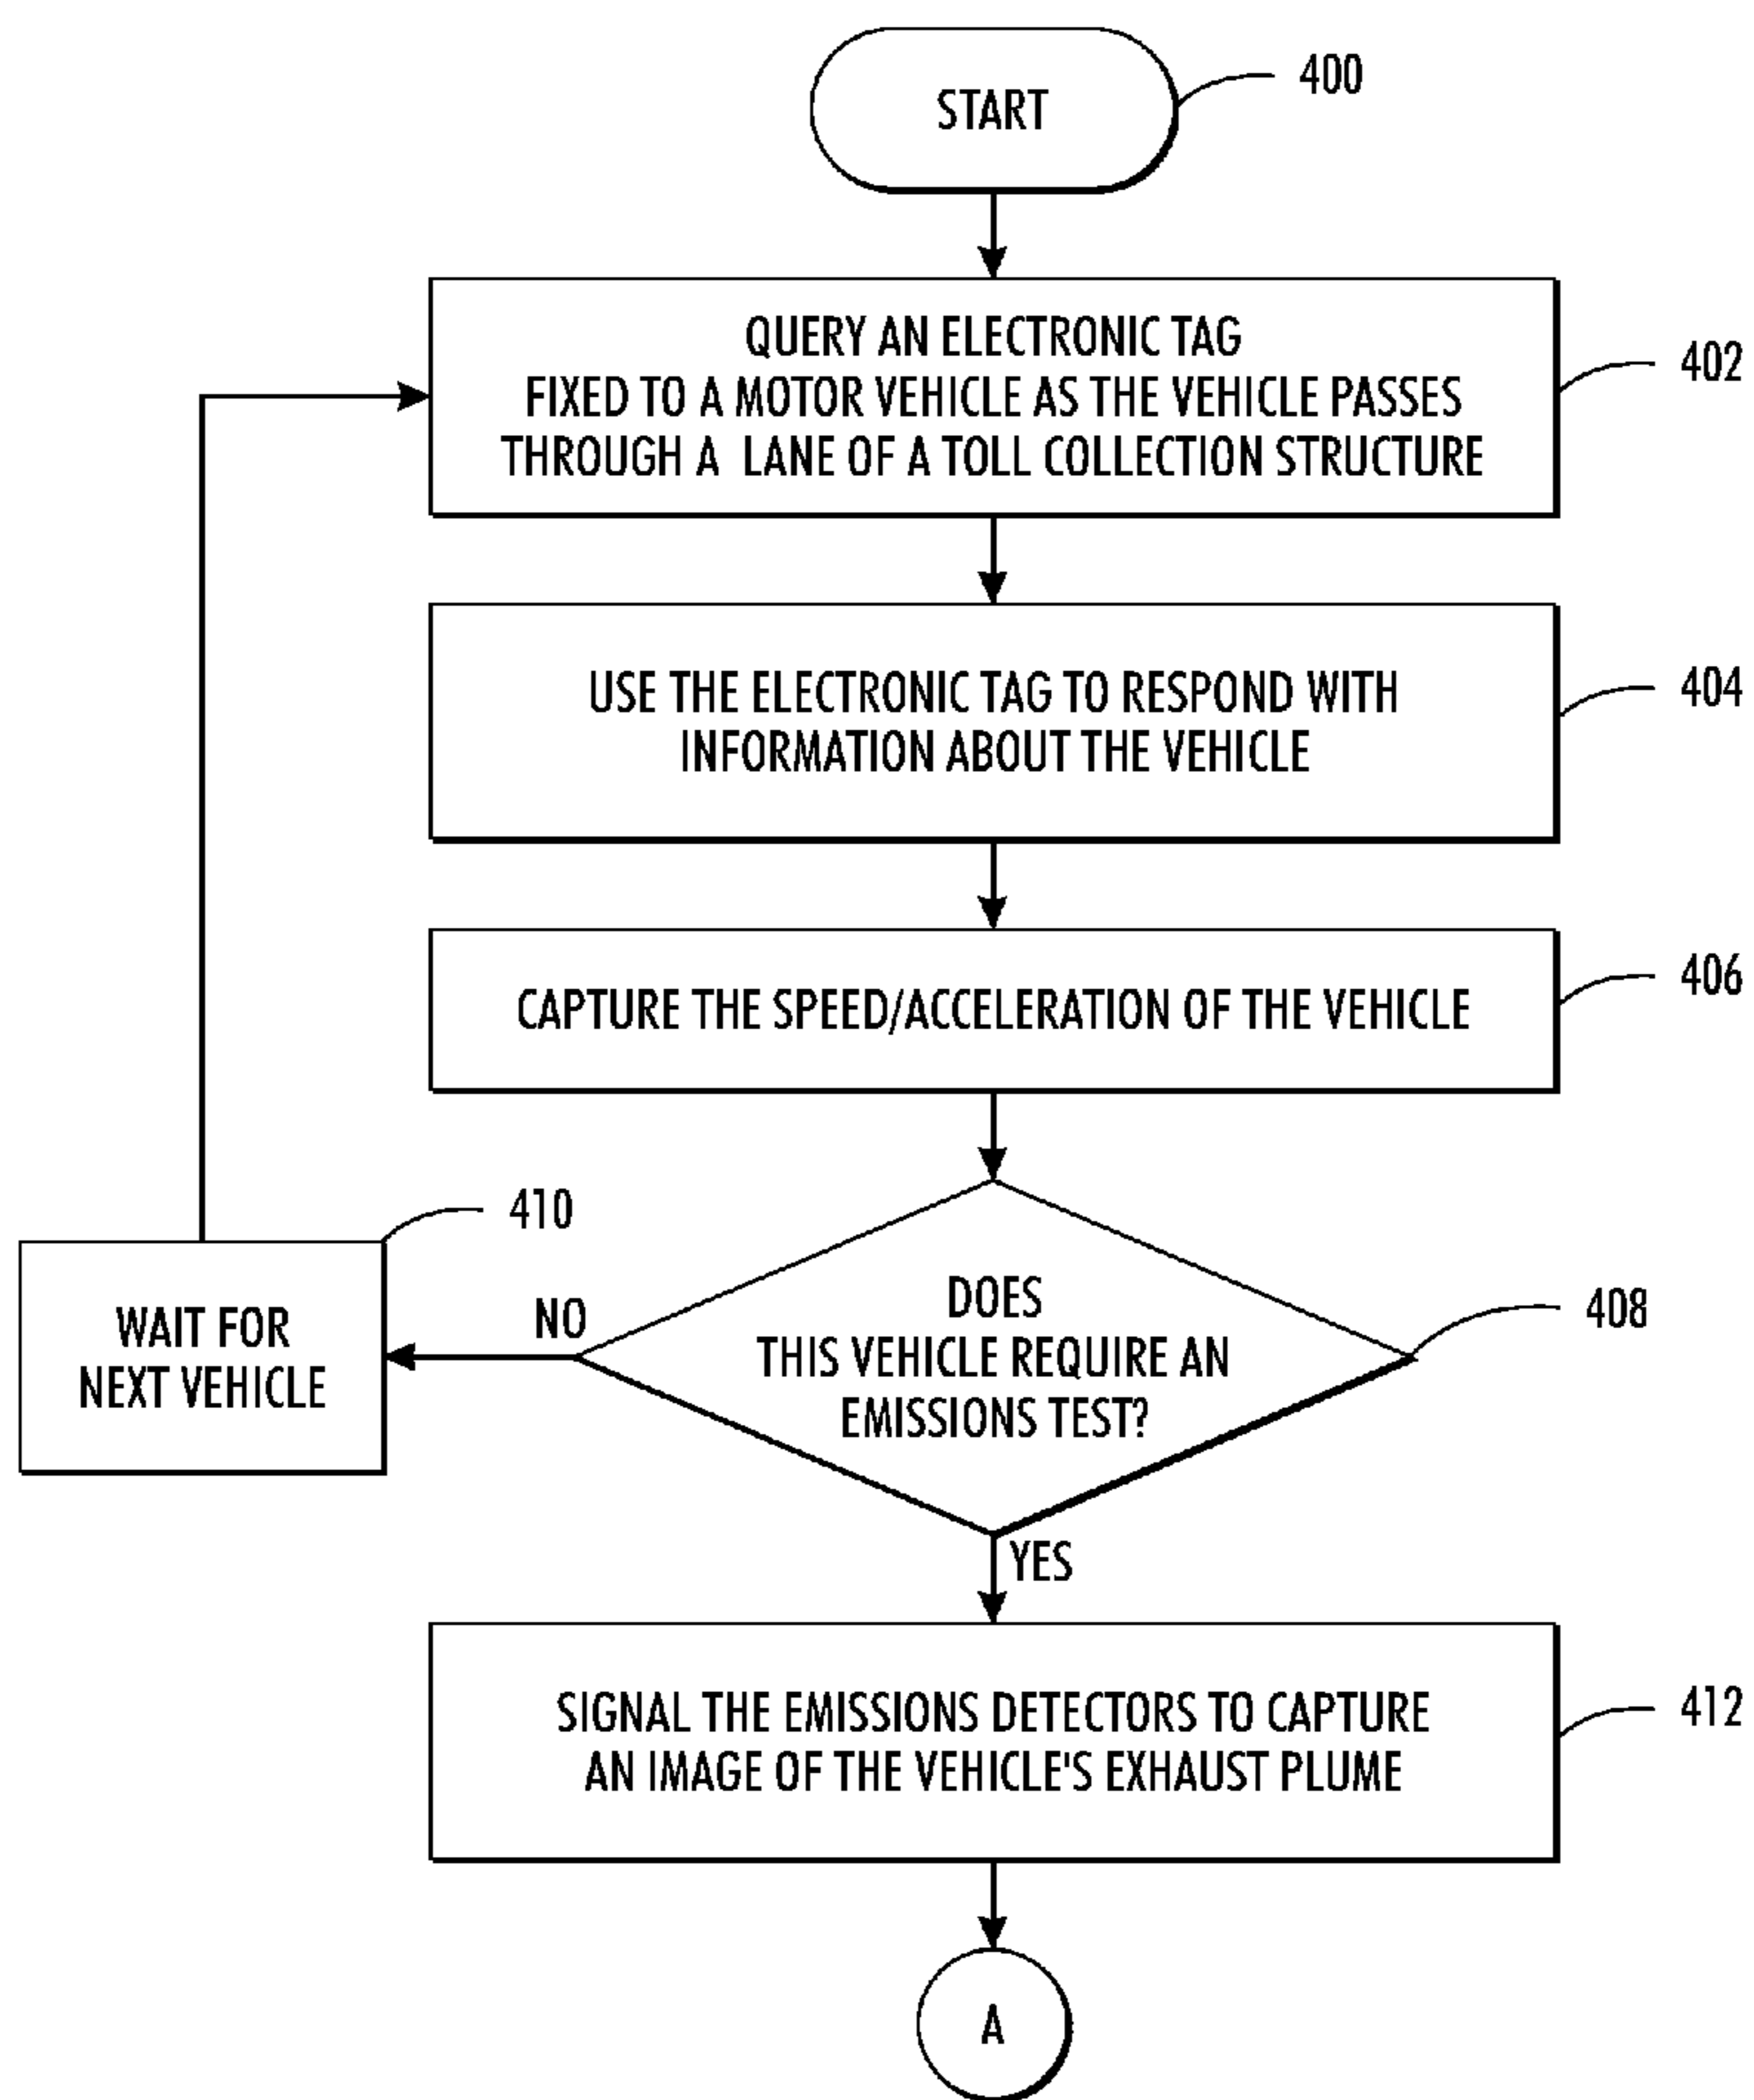 START
400
QUERY AN ELECTRONIC TAG
FIXED TO A MOTOR VEHICLE AS THE VEHICLE PASSES
THROUGH A LANE OF A TOLL COLLECTION STRUCTURE
402
USE THE ELECTRONIC TAG TO RESPOND WITH
INFORMATION ABOUT THE VEHICLE
404
CAPTURE THE SPEED/ACCELERATION OF THE VEHICLE
406
DOES
THIS VEHICLE REQUIRE AN
EMISSIONS TEST?
408
NO
410
WAIT FOR
NEXT VEHICLE
YES
SIGNAL THE EMISSIONS DETECTORS TO CAPTURE
AN IMAGE OF THE VEHICLE'S EXHAUST PLUME
412
A